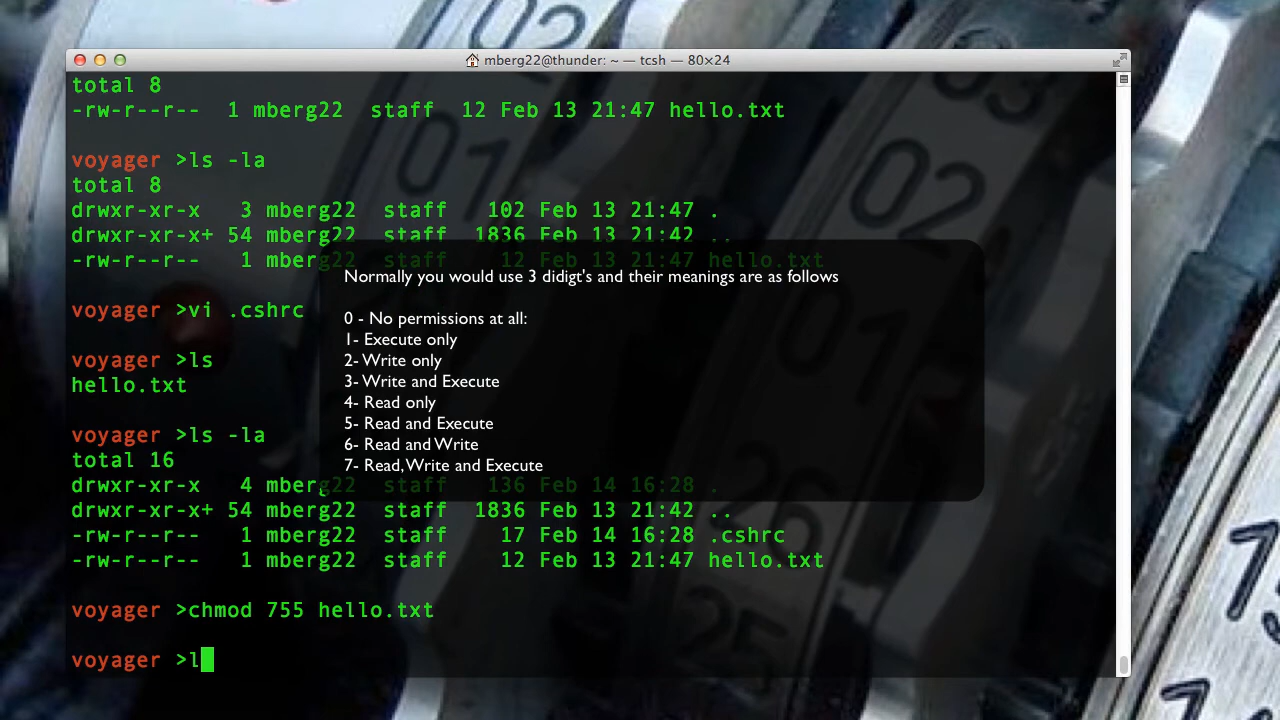 mberg22@thunder: ~ — tcsh — 80×24
total 8
-rw-r--r--  1 mberg22  staff  12 Feb 13 21:47 hello.txt
voyager >ls -la
total 8
drwxr-xr-x   3 mberg22  staff   102 Feb 13 21:47 .
drwxr-xr-x+ 54 mberg22  staff  1836 Feb 13 21:42 ..
-rw-r--r--   1 mberg22  staff    12 Feb 13 21:47 hello.txt
Normally you would use 3 didigt's and their meanings are as follows
voyager >vi .cshrc
0 - No permissions at all:
1- Execute only
2- Write only
voyager >ls
3- Write and Execute
hello.txt
4- Read only
5- Read and Execute
voyager >ls -la
6- Read and Write
total 16
7- Read, Write and Execute
drwxr-xr-x   4 mberg22  staff   136 Feb 14 16:28 .
drwxr-xr-x+ 54 mberg22  staff  1836 Feb 13 21:42 ..
-rw-r--r--   1 mberg22  staff    17 Feb 14 16:28 .cshrc
-rw-r--r--   1 mberg22  staff    12 Feb 13 21:47 hello.txt
voyager >chmod 755 hello.txt
voyager >l
02
01
03
02
01
26
25